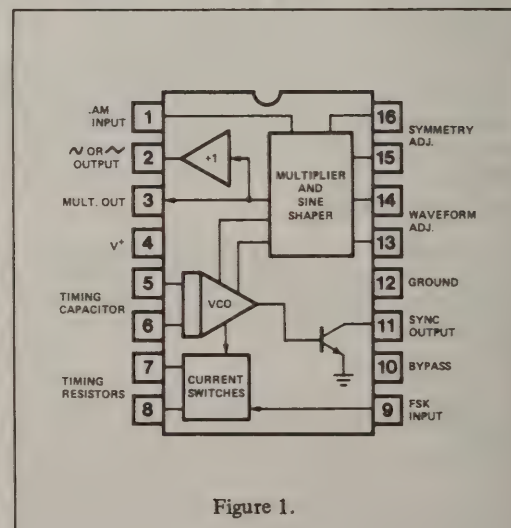 1
.AM
INPUT
2
∿ OR ~
OUTPUT
3
MULT. OUT
4
V+
5
TIMING
CAPACITOR
6
7
TIMING
RESISTORS
8
+1
MULTIPLIER
AND
SINE
SHAPER
VCO
CURRENT
SWITCHES
16
SYMMETRY
ADJ.
15
14
WAVEFORM
ADJ.
13
12
GROUND
11
SYNC
OUTPUT
10
BYPASS
9
FSK
INPUT
Figure 1.